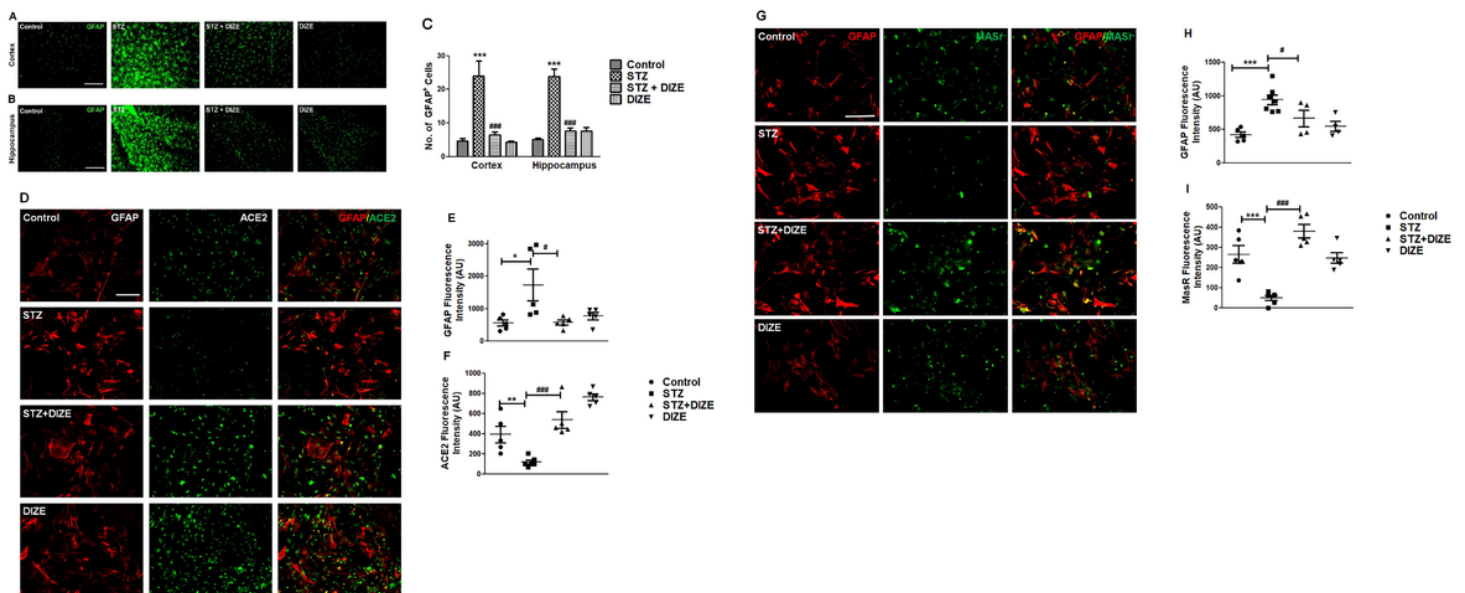 A
Control
GFAP
STZ
STZ + DIZE
DIZE
Cortex
B
Control
GFAP
STZ
STZ + DIZE
DIZE
Hippocampus
C
No. of GFAP+ Cells
30
20
10
0
***
###
***
###
Cortex
Hippocampus
Control
STZ
STZ + DIZE
DIZE
D
Control
GFAP
ACE2
GFAP/ACE2
STZ
STZ+DIZE
DIZE
E
GFAP Fluorescence
Intensity (AU)
3000
2000
1000
0
*
#
F
ACE2 Fluorescence
Intensity (AU)
800
600
400
200
0
**
###
Control
STZ
STZ+DIZE
DIZE
G
Control
GFAP
MASr
GFAP/MASr
STZ
STZ+DIZE
DIZE
H
GFAP Fluorescence
Intensity (AU)
1500
1000
500
0
***
#
I
MasR Fluorescence
Intensity (AU)
500
400
300
200
100
0
***
###
Control
STZ
STZ+DIZE
DIZE